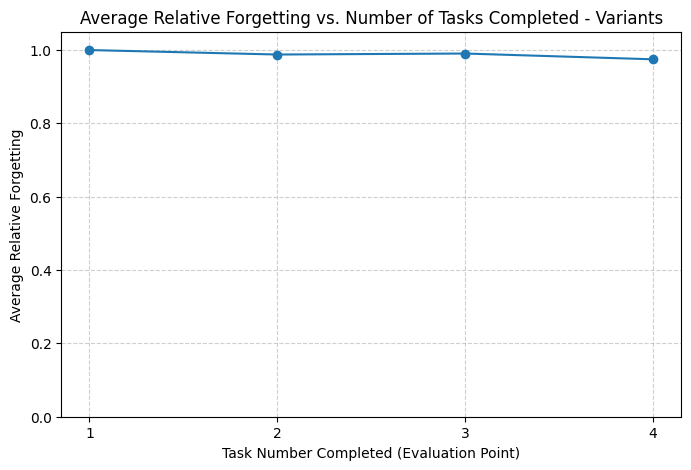 Average Relative Forgetting vs. Number of Tasks Completed - Variants
1.0
0.8
0.6
0.4
0.2
0.0
Average Relative Forgetting
1 2 3 4
Task Number Completed (Evaluation Point)